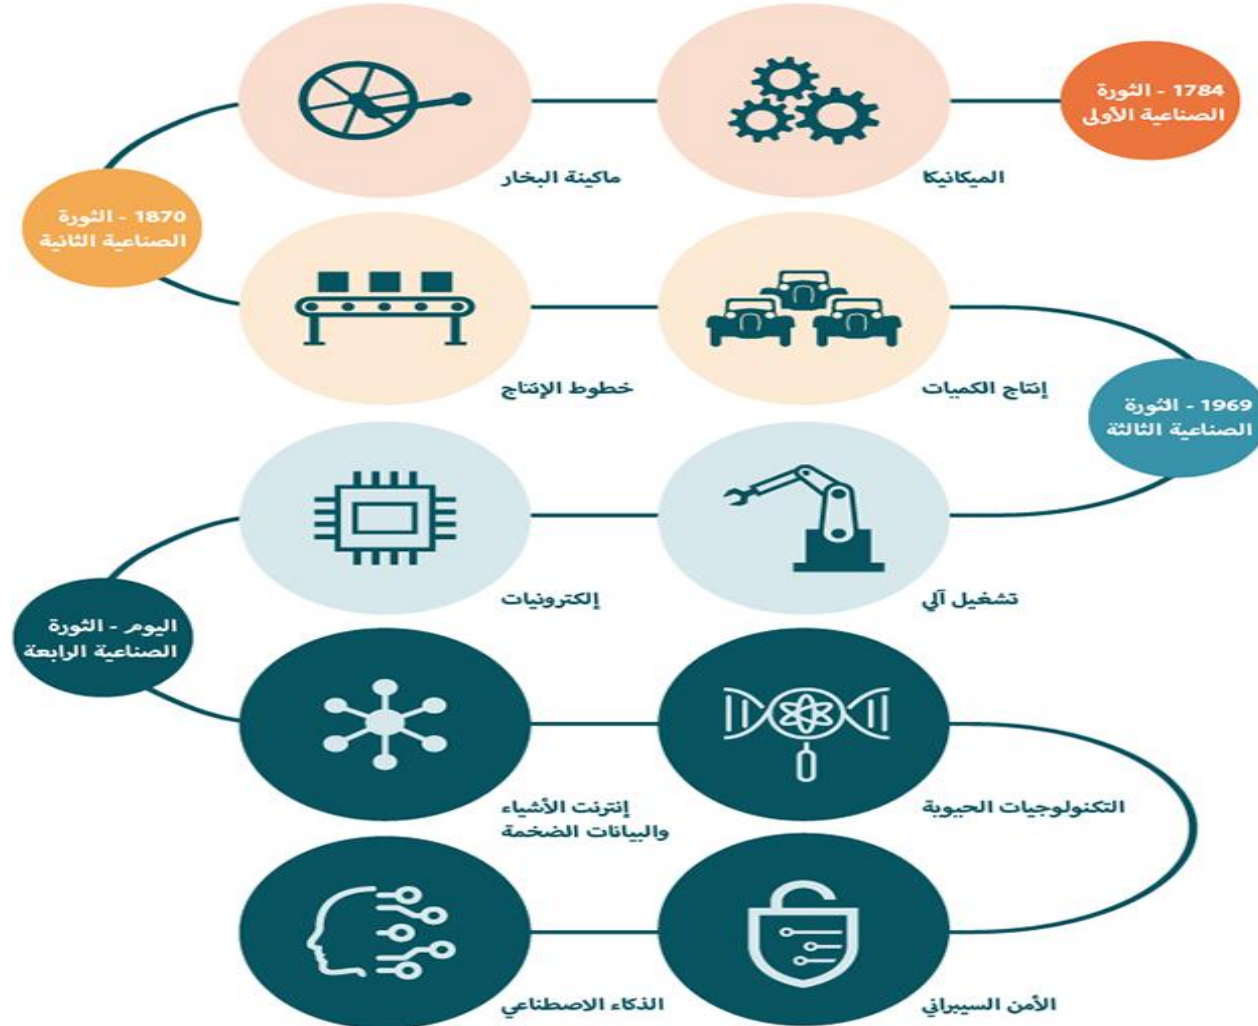 1784 - الثورة
الصناعية الأولى
الميكانيكا
ماكينة البخار
1870 - الثورة
الصناعية الثانية
خطوط الإنتاج
إنتاج الكميات
1969 - الثورة
الصناعية الثالثة
تشغيل آلي
إلكترونيات
اليوم - الثورة
الصناعية الرابعة
إنترنت الأشياء
والبيانات الضخمة
التكنولوجيات الحيوية
الأمن السيبراني
الذكاء الاصطناعي